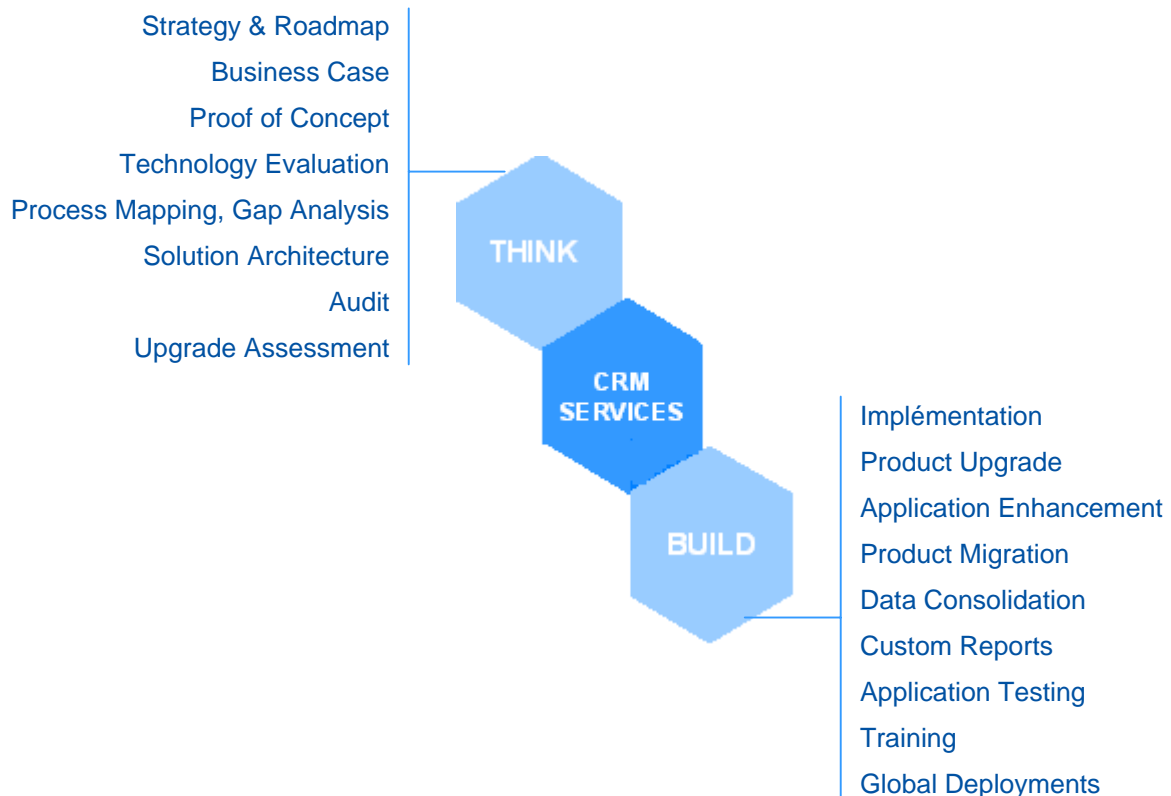 Strategy & Roadmap
Business Case
Proof of Concept
Technology Evaluation
Process Mapping, Gap Analysis
Solution Architecture
Audit
Upgrade Assessment
THINK
CRM
SERVICES
BUILD
Implémentation
Product Upgrade
Application Enhancement
Product Migration
Data Consolidation
Custom Reports
Application Testing
Training
Global Deployments